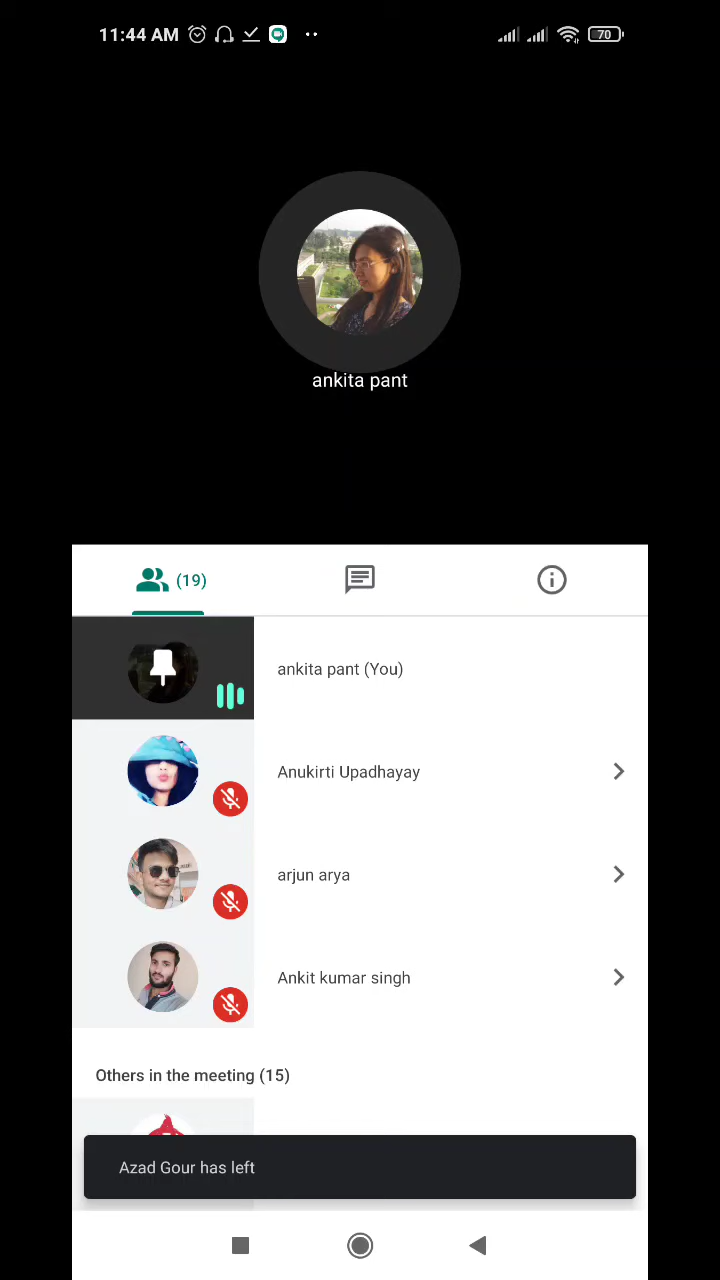 11:44 AM
70
ankita pant
(19)
ankita pant (You)
Anukirti Upadhayay
arjun arya
Ankit kumar singh
Others in the meeting (15)
Azad Gour has left